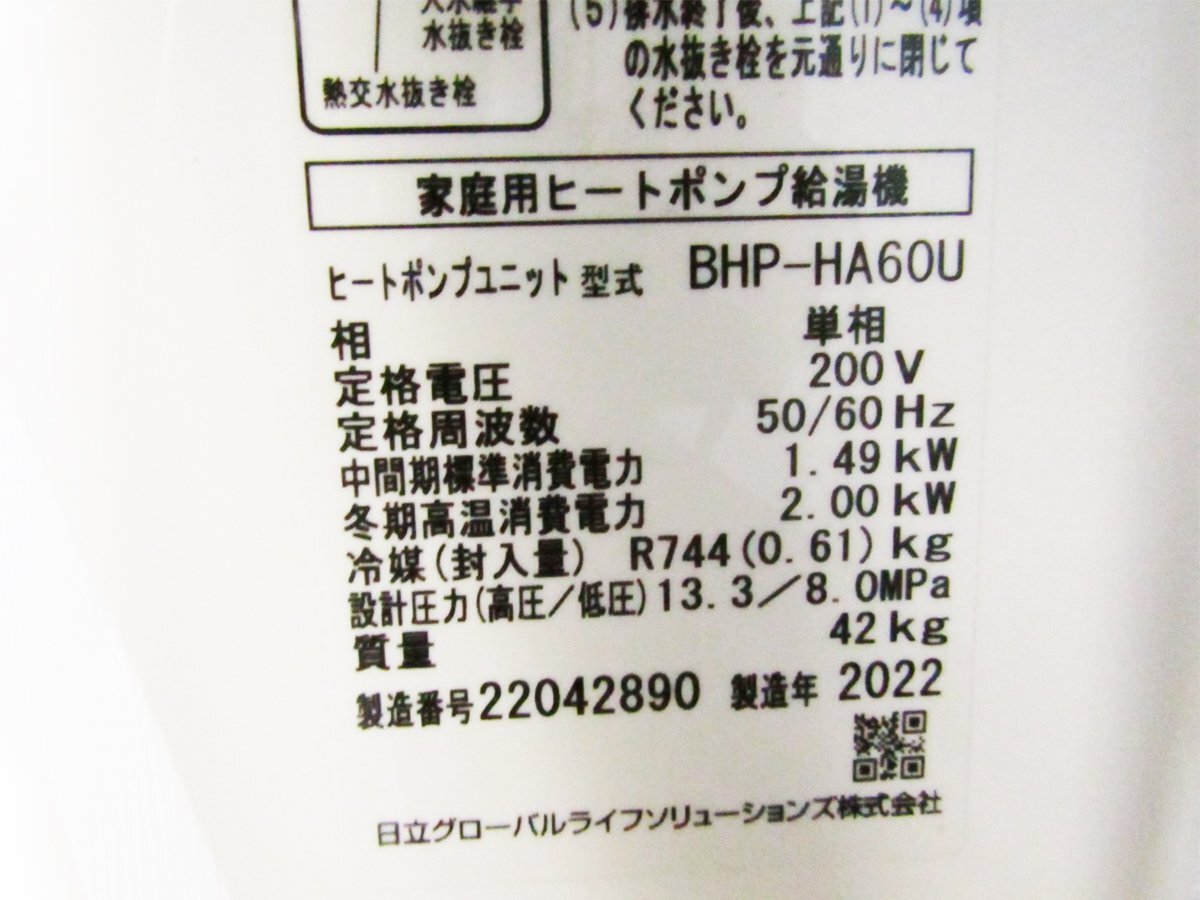 水抜き栓
熱交水抜き栓
(5)排水終了後、上記(1)～(4)項
の水抜き栓を元通りに閉じて
ください。
家庭用ヒートポンプ給湯機
ヒートポンプユニット 型式 BHP-HA60U
相 単相
定格電圧 200 V
定格周波数 50/60 Hz
中間期標準消費電力 1.49 kW
冬期高温消費電力 2.00 kW
冷媒(封入量) R744(0.61) kg
設計圧力(高圧/低圧) 13.3/8.0MPa
質量 42 kg
製造番号 22042890 製造年 2022
日立グローバルライフソリューションズ株式会社